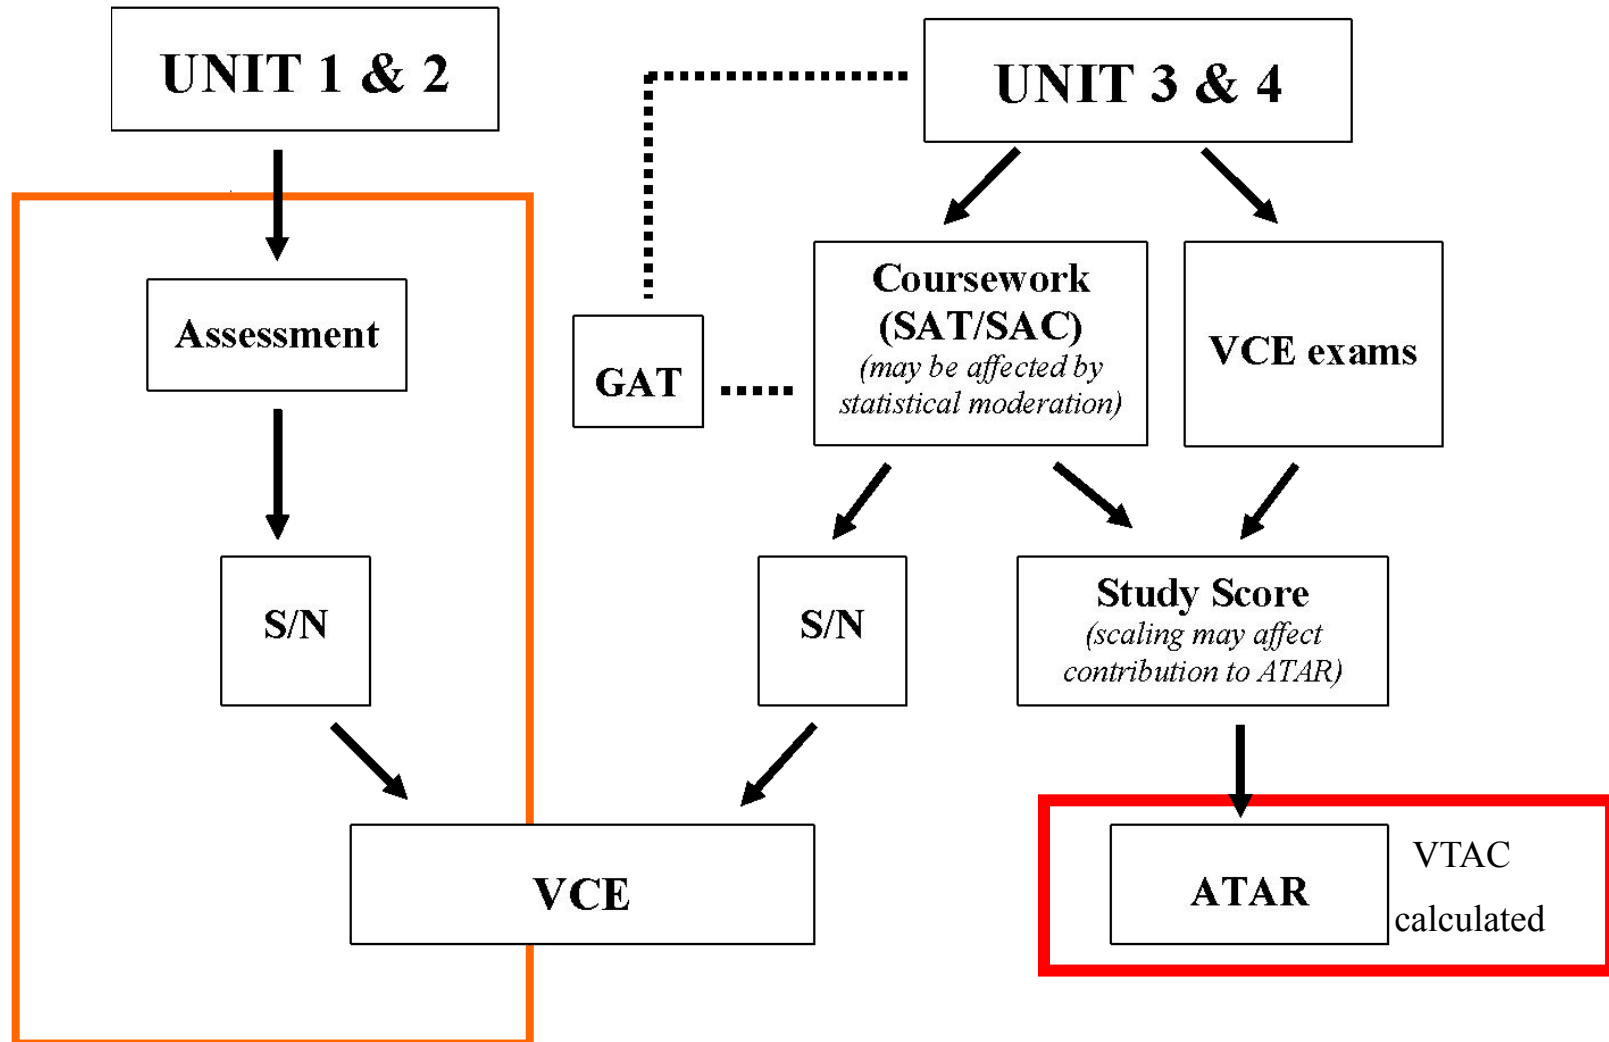 UNIT 1 & 2
UNIT 3 & 4
Assessment
GAT
Coursework
(SAT/SAC)
(may be affected by
statistical moderation)
VCE exams
S/N
S/N
Study Score
(scaling may affect
contribution to ATAR)
VCE
ATAR
VTAC
calculated